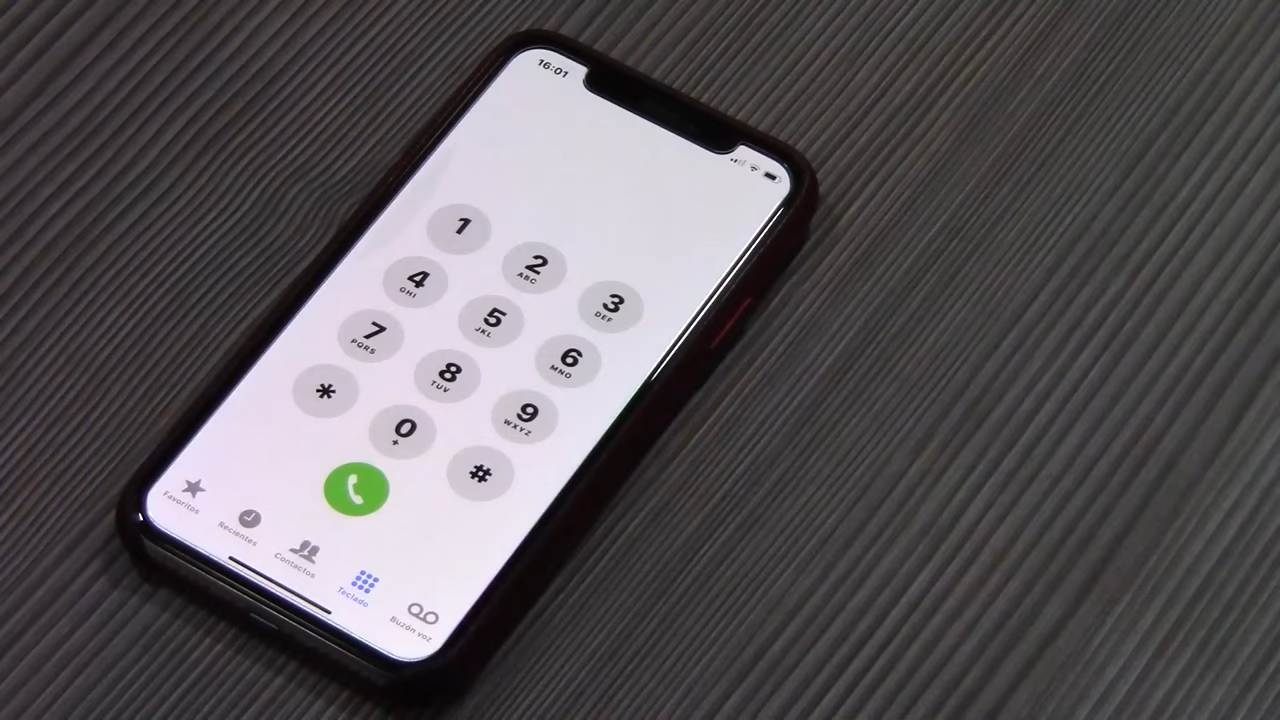 16:01
1
2
ABC
3
DEF
4
GHI
5
JKL
6
MNO
7
PQRS
8
TUV
9
WXYZ
*
0
+
#
Favoritos
Recientes
Contactos
Teclado
Buzón voz